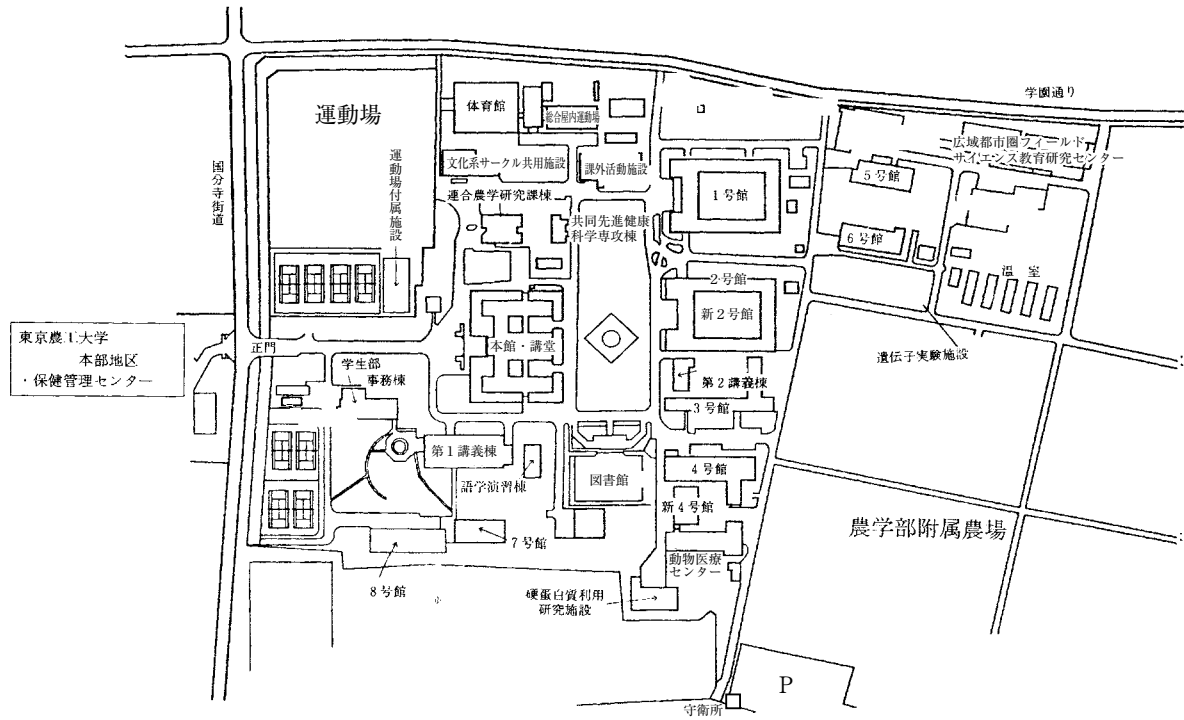 学園通り
運動場
体育館
総合屋内運動場
広域都市圏フィールド
サイエンス教育研究センター
国分寺街道
運動場付属施設
文化系サークル共用施設
課外活動施設
1号館
5号館
連合農学研究課棟
共同先進健康
科学専攻棟
6号館
温室
2号館
新2号館
東京農工大学
本部地区
・保健管理センター
正門
本館・講堂
遺伝子実験施設
学生部
事務棟
第2講義棟
3号館
第1講義棟
語学演習棟
図書館
4号館
新4号館
農学部附属農場
7号館
動物医療
センター
8号館
硬蛋白質利用
研究施設
P
守衛所